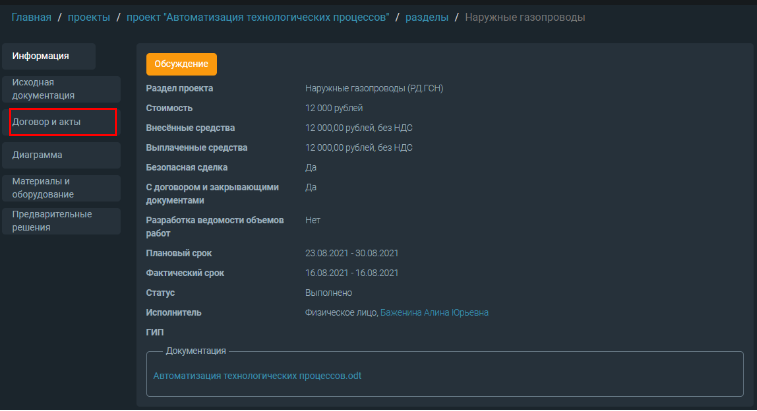 Главная / проекты / проект "Автоматизация технологических процессов" / разделы / Наружные газопроводы
Информация
Исходная
документация
Договор и акты
Диаграмма
Материалы и
оборудование
Предварительные
решения
Обсуждение
Раздел проекта Наружные газопроводы (РД.ГСН)
Стоимость 12 000 рублей
Внесённые средства 12 000,00 рублей, без НДС
Выплаченные средства 12 000,00 рублей, без НДС
Безопасная сделка Да
С договором и закрывающими Да
документами
Разработка ведомости объемов Нет
работ
Плановый срок 23.08.2021 - 30.08.2021
Фактический срок 16.08.2021 - 16.08.2021
Статус Выполнено
Исполнитель Физическое лицо, Баженина Алина Юрьевна
ГИП
Документация
Автоматизация технологических процессов.odt